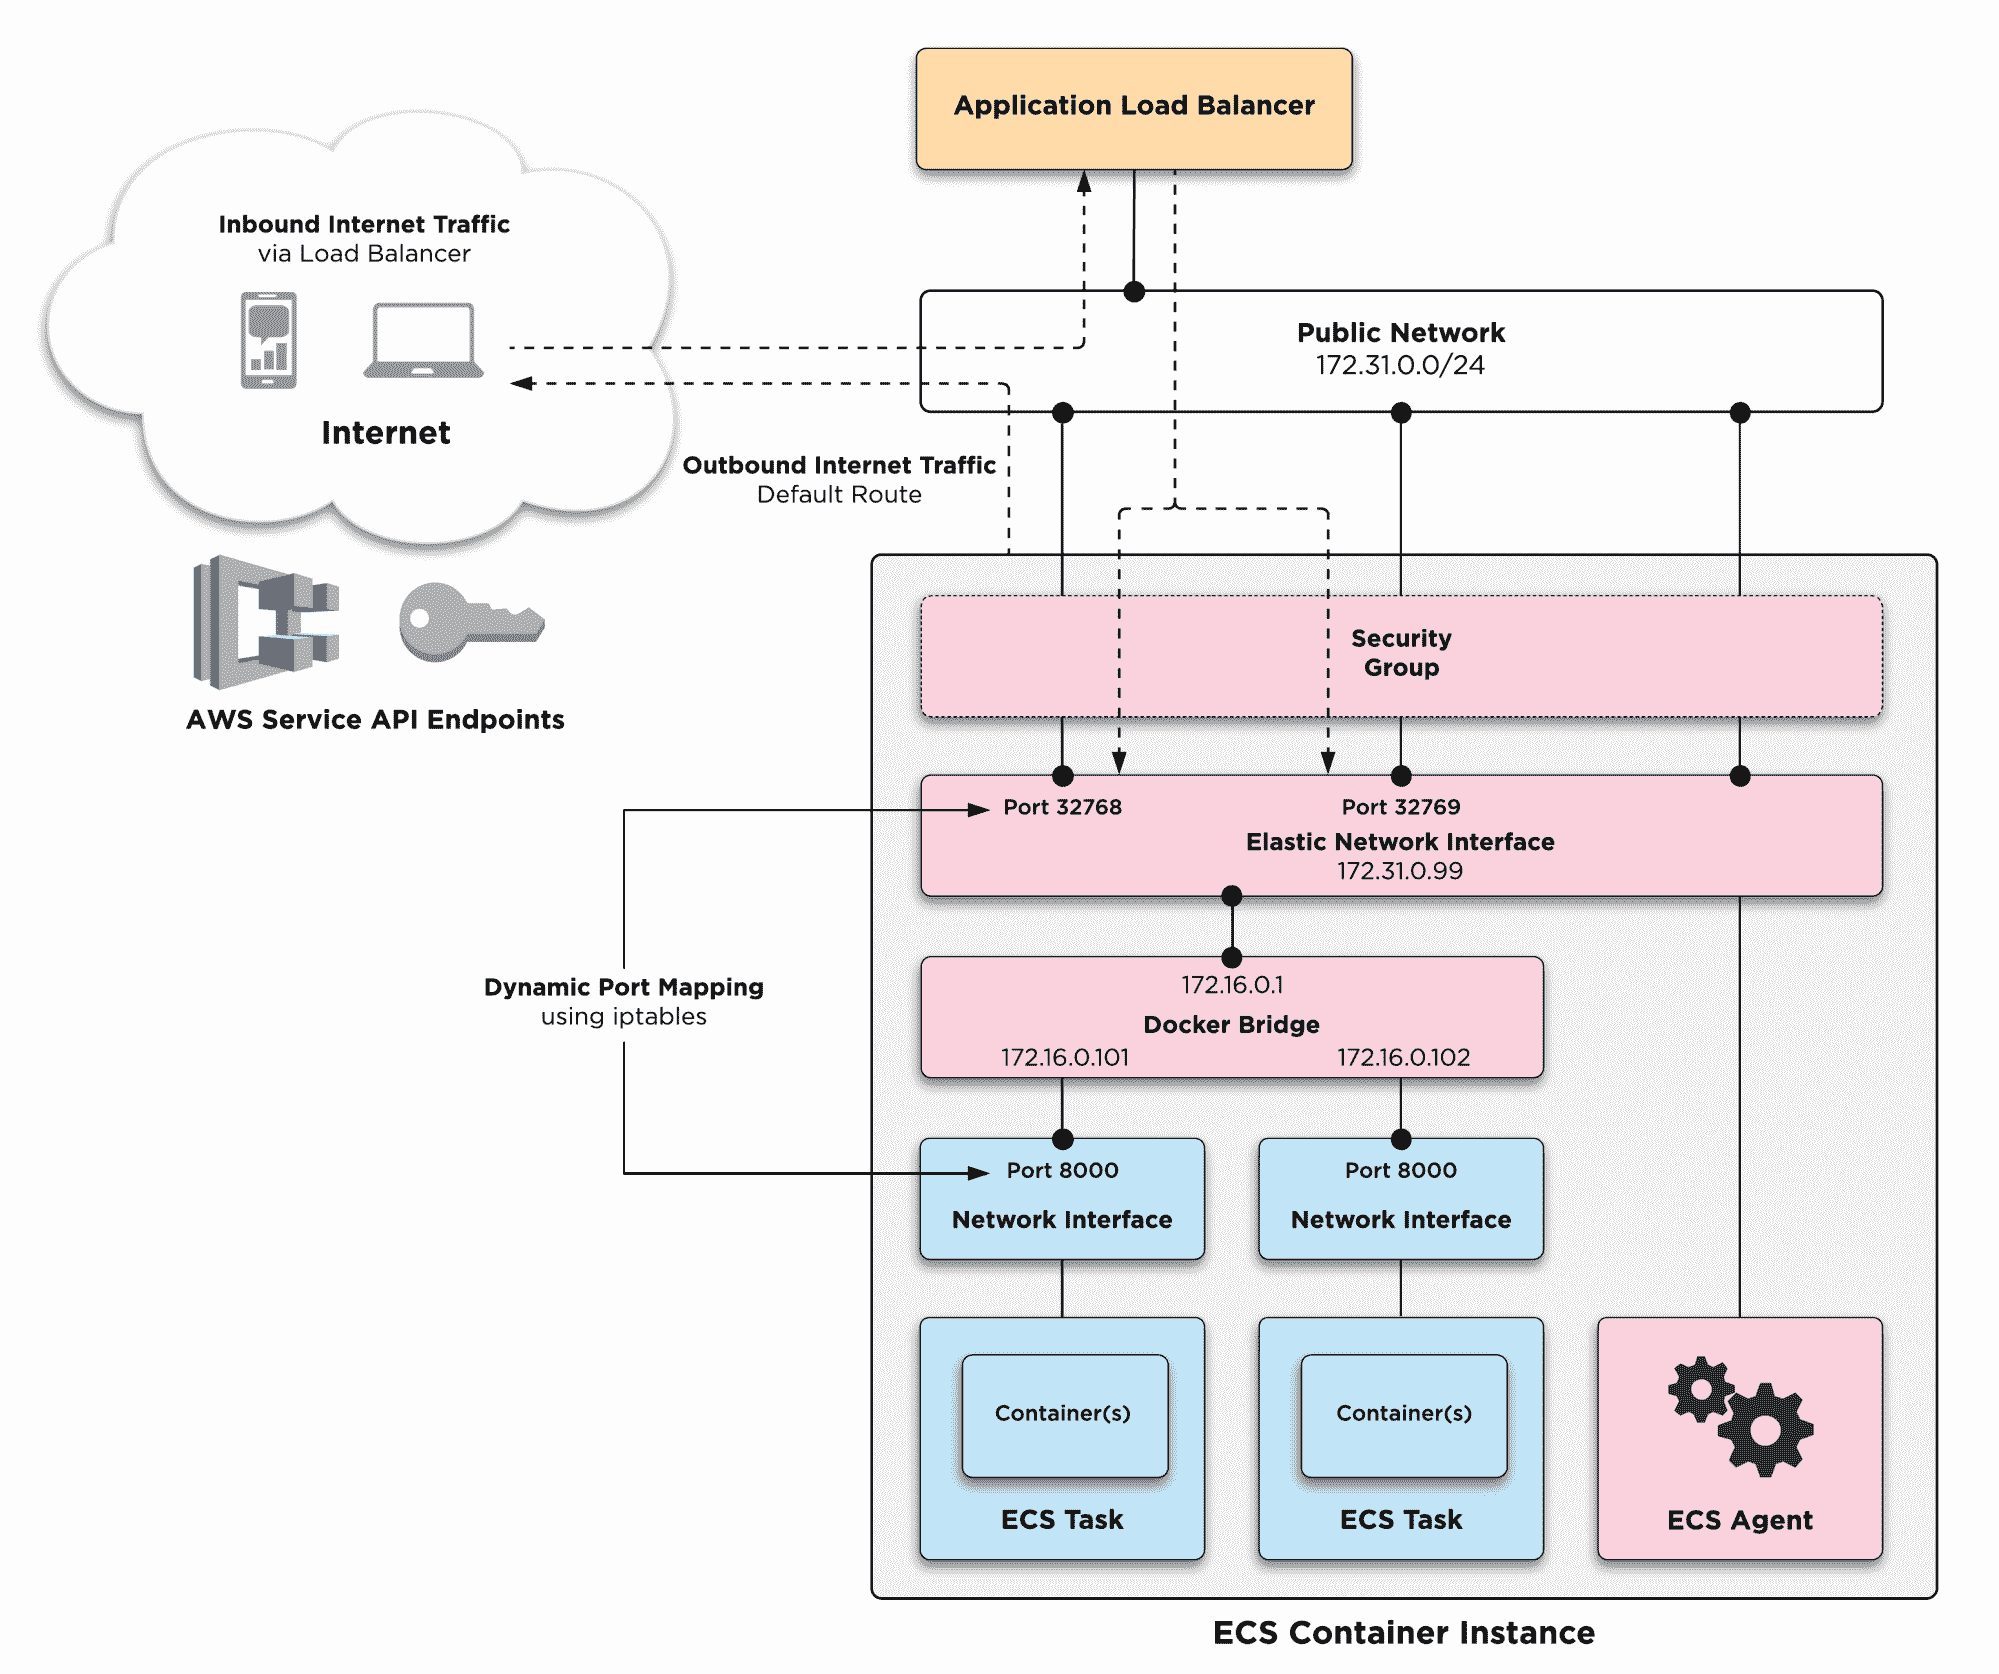 Application Load Balancer
Inbound Internet Traffic
via Load Balancer
Internet
Public Network
172.31.0.0/24
Outbound Internet Traffic
Default Route
AWS Service API Endpoints
Security
Group
Port 32768
Port 32769
Elastic Network Interface
172.31.0.99
Dynamic Port Mapping
using iptables
172.16.0.1
Docker Bridge
172.16.0.101
172.16.0.102
Port 8000
Network Interface
Port 8000
Network Interface
Container(s)
ECS Task
Container(s)
ECS Task
ECS Agent
ECS Container Instance